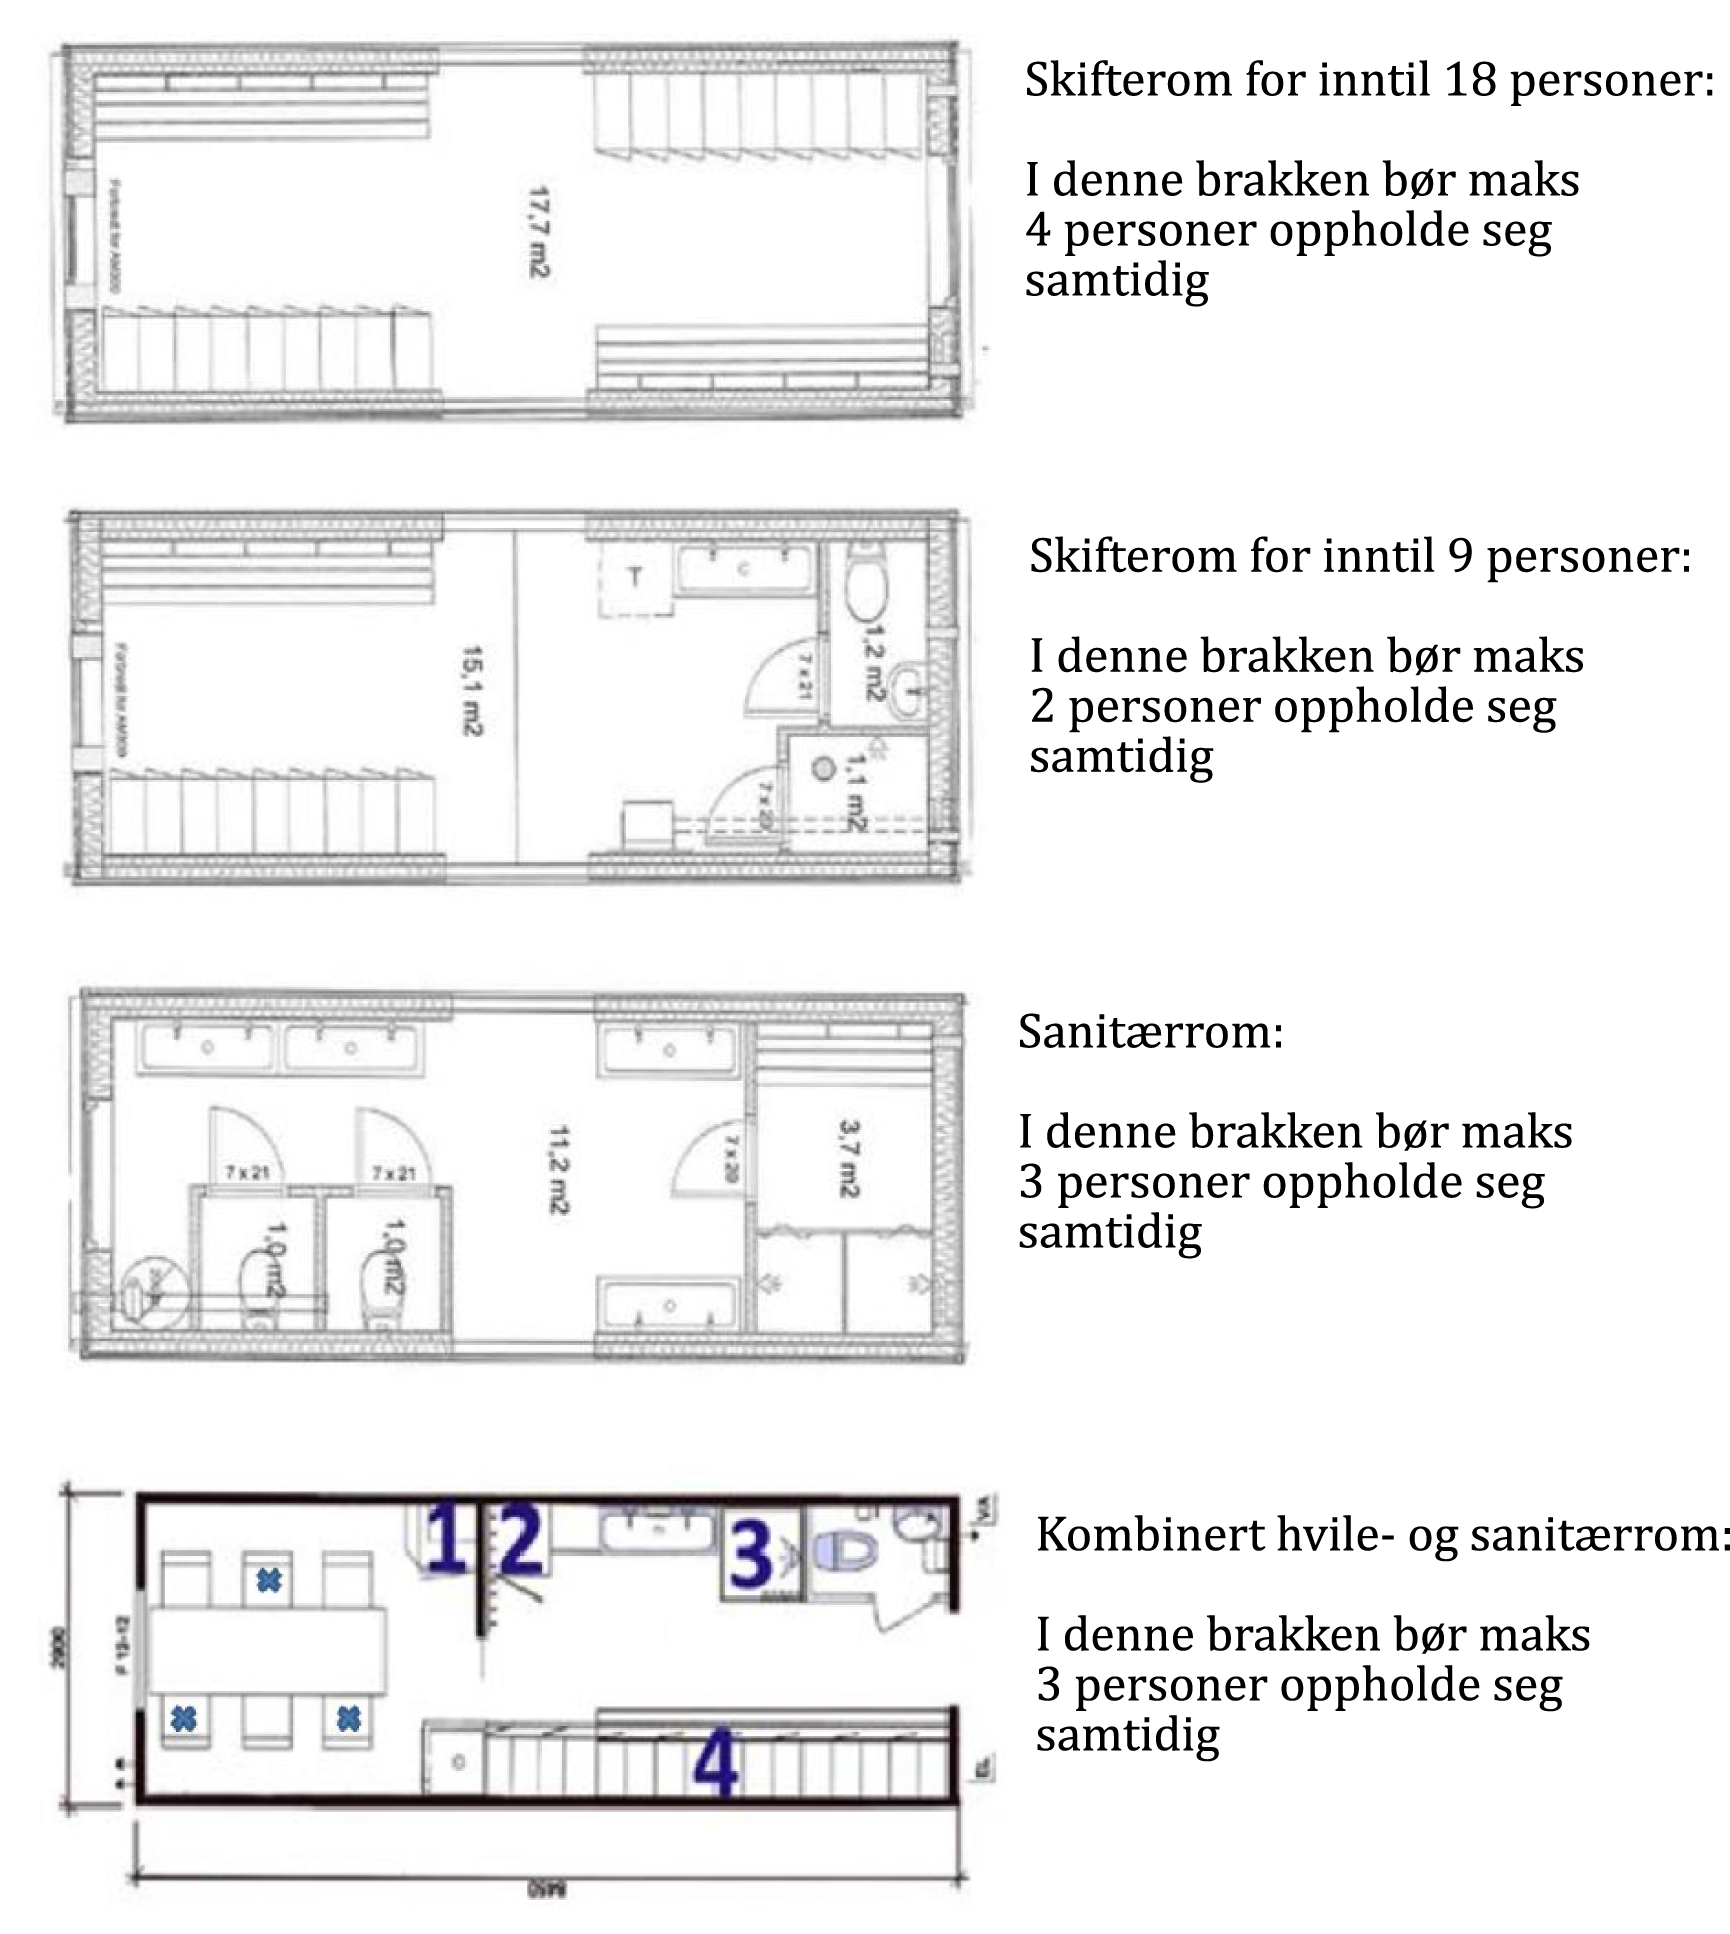 Skifterom for inntil 18 personer:
I denne brakken bør maks
4 personer oppholde seg
samtidig
17,7 m2
Skifterom for inntil 9 personer:
I denne brakken bør maks
2 personer oppholde seg
samtidig
T
15,1 m2
1,2 m2
7 x 21
1,1 m2
7 x 20
Sanitærrom:
I denne brakken bør maks
3 personer oppholde seg
samtidig
7 x 21
7 x 21
11,2 m2
7 x 20
3,7 m2
1,0 m2
1,0 m2
Kombinert hvile- og sanitærrom:
I denne brakken bør maks
3 personer oppholde seg
samtidig
1
2
3
4
VA
EL
2900
8450